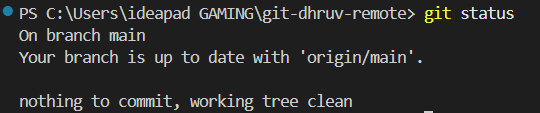 PS C:\Users\ideapad GAMING\git-dhruv-remote> git status
On branch main
Your branch is up to date with 'origin/main'.

nothing to commit, working tree clean